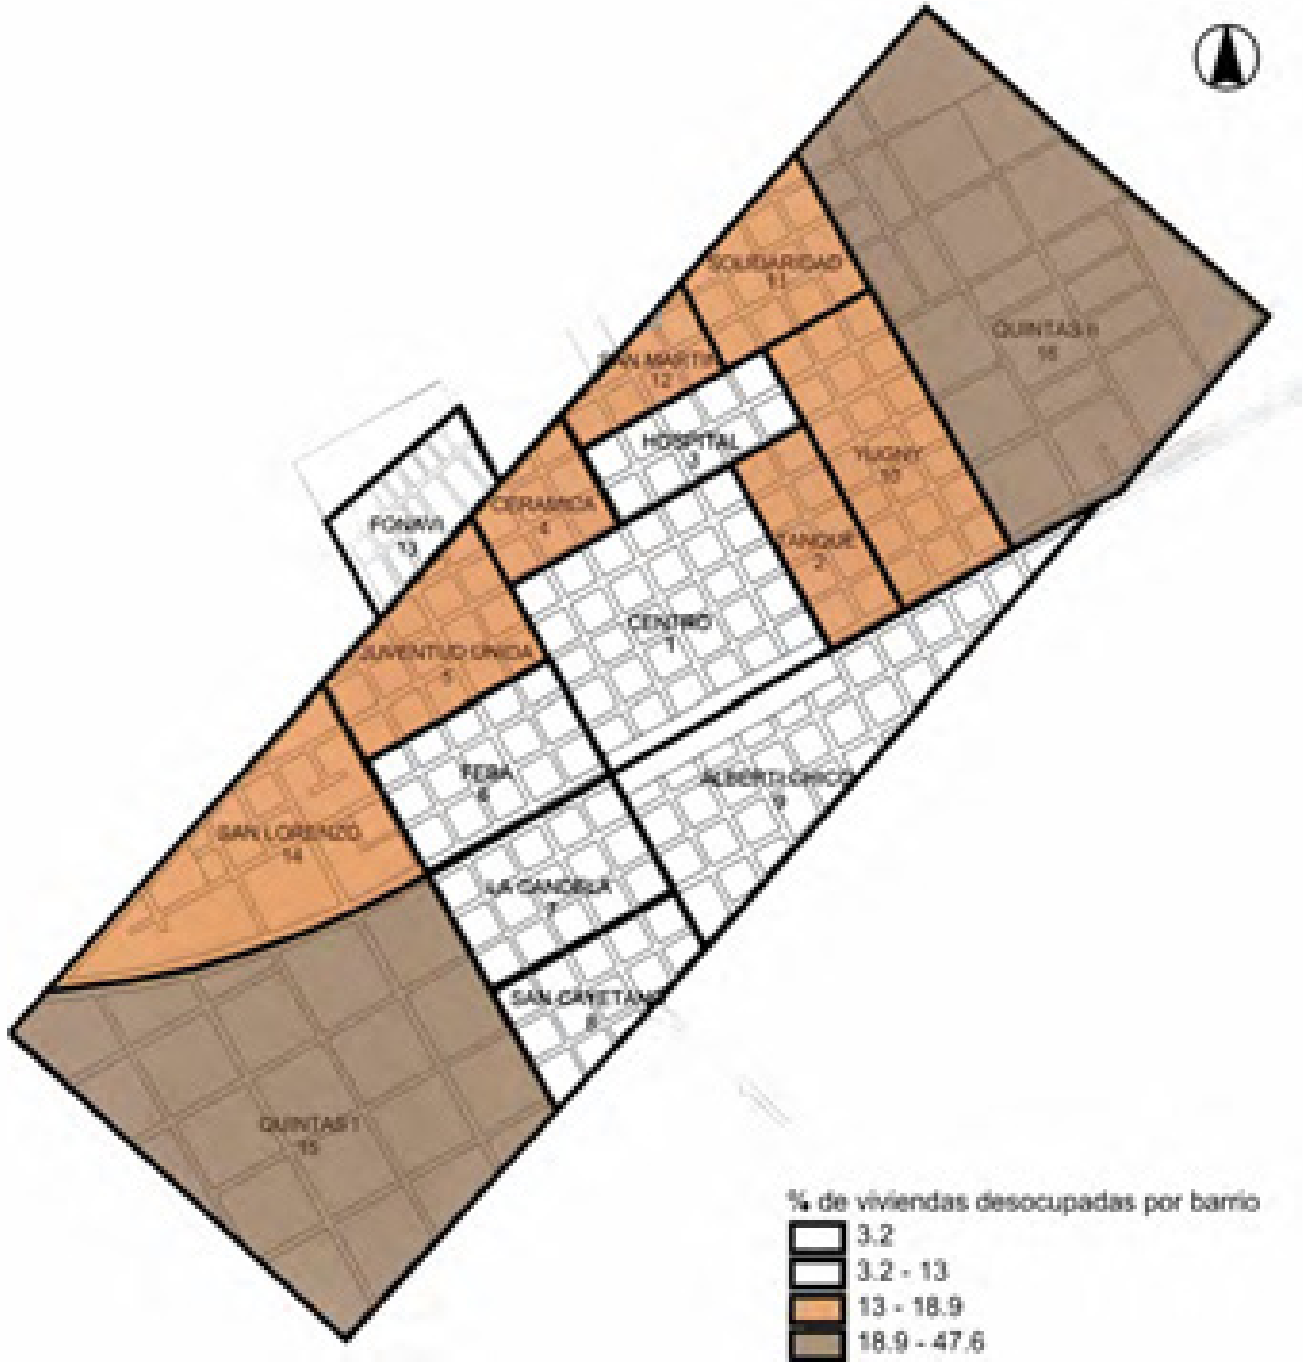 SOLIDARIDAD
11
QUINTAS II
16
SAN MARTIN
12
HOSPITAL
3
YUGNY
10
CERAMICA
4
FONAVI
13
TANQUE
2
CENTRO
1
JUVENTUD UNIDA
5
FEBA
6
ALBERTI CHICO
9
SAN LORENZO
14
LA CANDELA
7
SAN CAYETANO
8
QUINTAS I
15
% de viviendas desocupadas por barrio
3.2
3.2 - 13
13 - 18.9
18.9 - 47.6